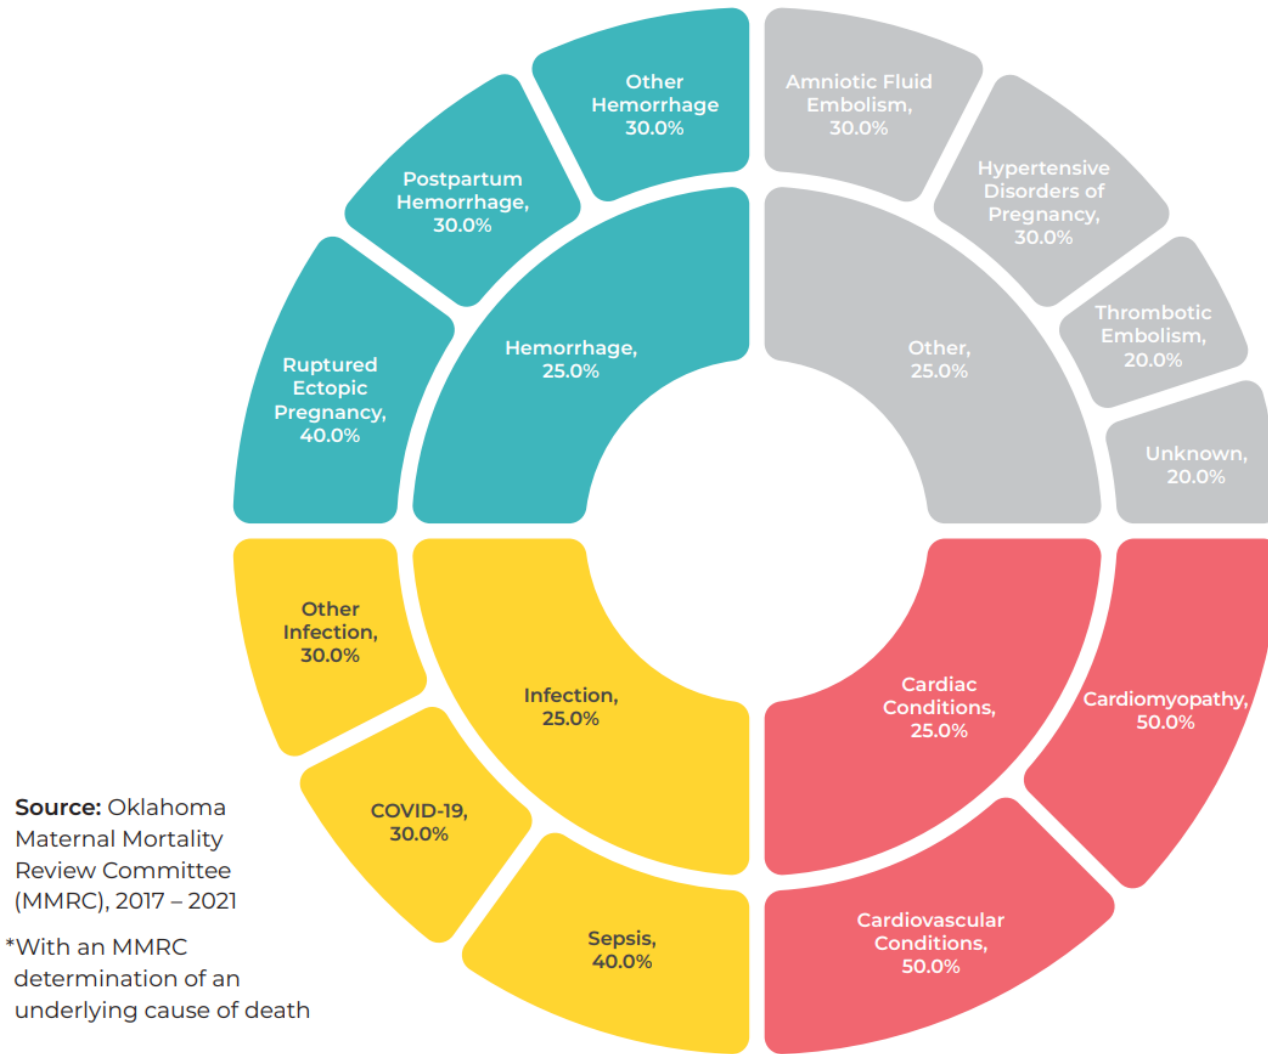 Other
Hemorrhage
30.0%
Amniotic Fluid
Embolism,
30.0%
Postpartum
Hemorrhage,
30.0%
Hypertensive
Disorders of
Pregnancy,
30.0%
Ruptured
Ectopic
Pregnancy,
40.0%
Hemorrhage,
25.0%
Other,
25.0%
Thrombotic
Embolism,
20.0%
Unknown,
20.0%
Other
Infection,
30.0%
Infection,
25.0%
Cardiac
Conditions,
25.0%
Cardiomyopathy,
50.0%
COVID-19,
30.0%
Sepsis,
40.0%
Cardiovascular
Conditions,
50.0%
Source: Oklahoma
Maternal Mortality
Review Committee
(MMRC), 2017 – 2021
*With an MMRC
determination of an
underlying cause of death